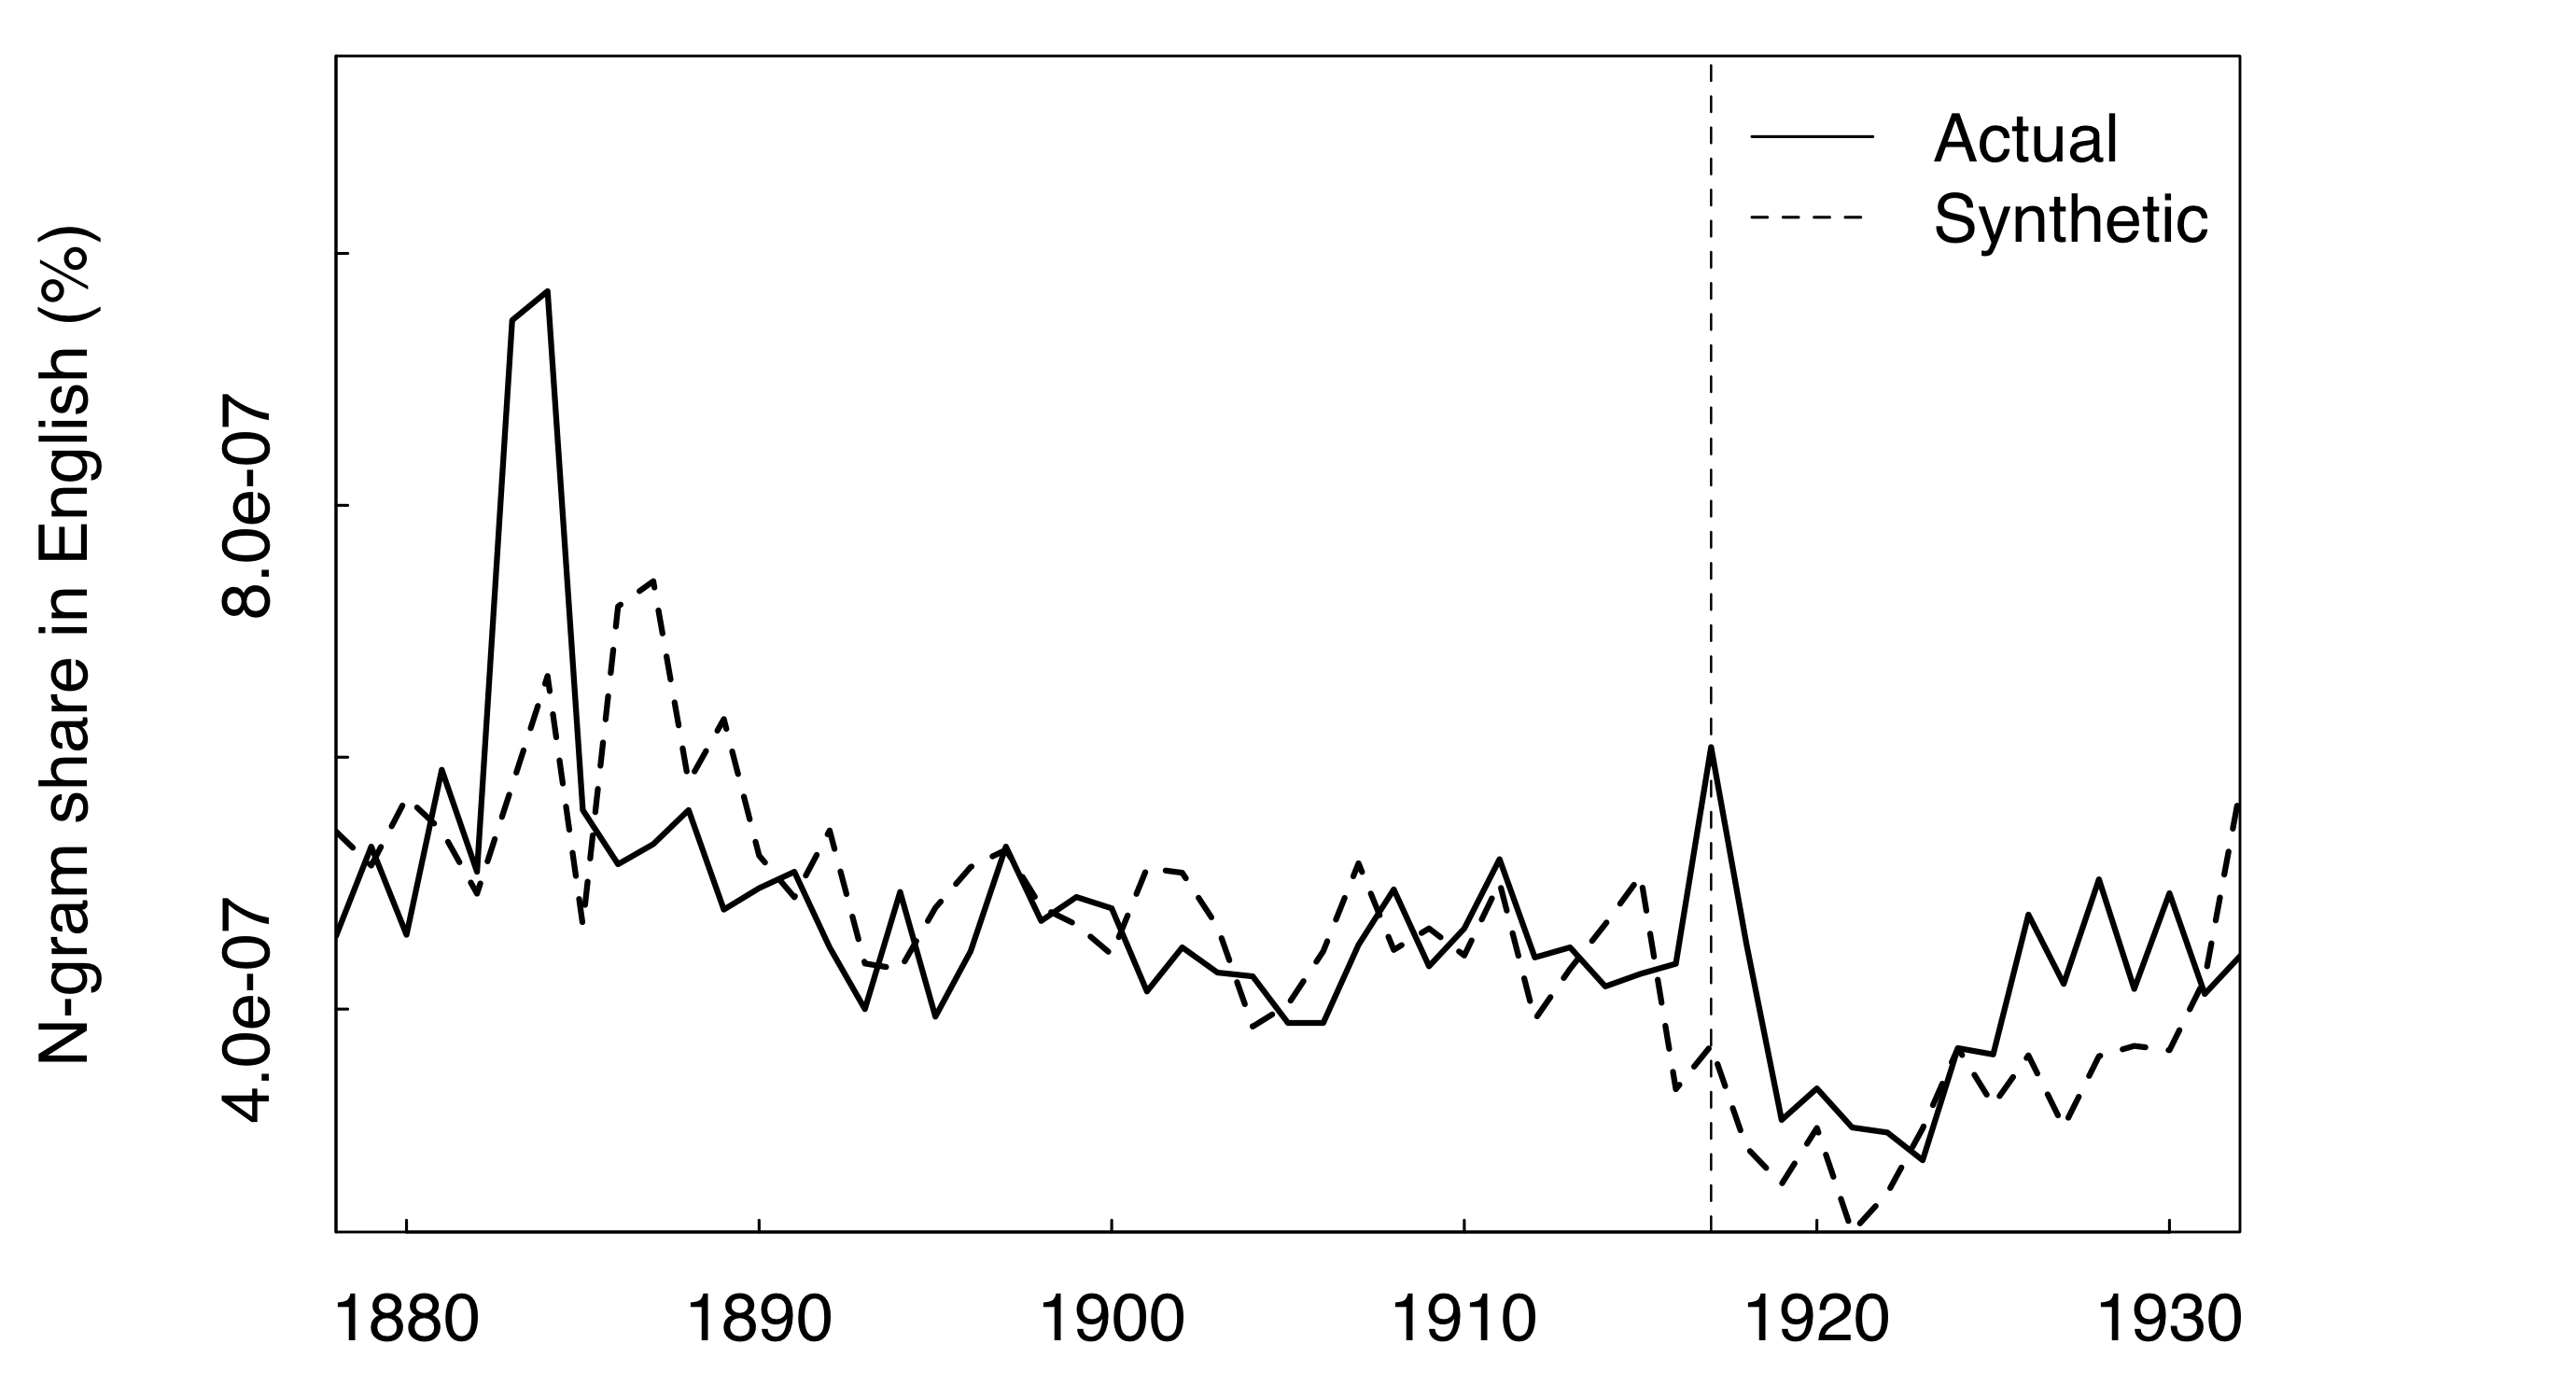 Actual
Synthetic
N-gram share in English (%)
8.0e-07
4.0e-07
1880 1890 1900 1910 1920 1930